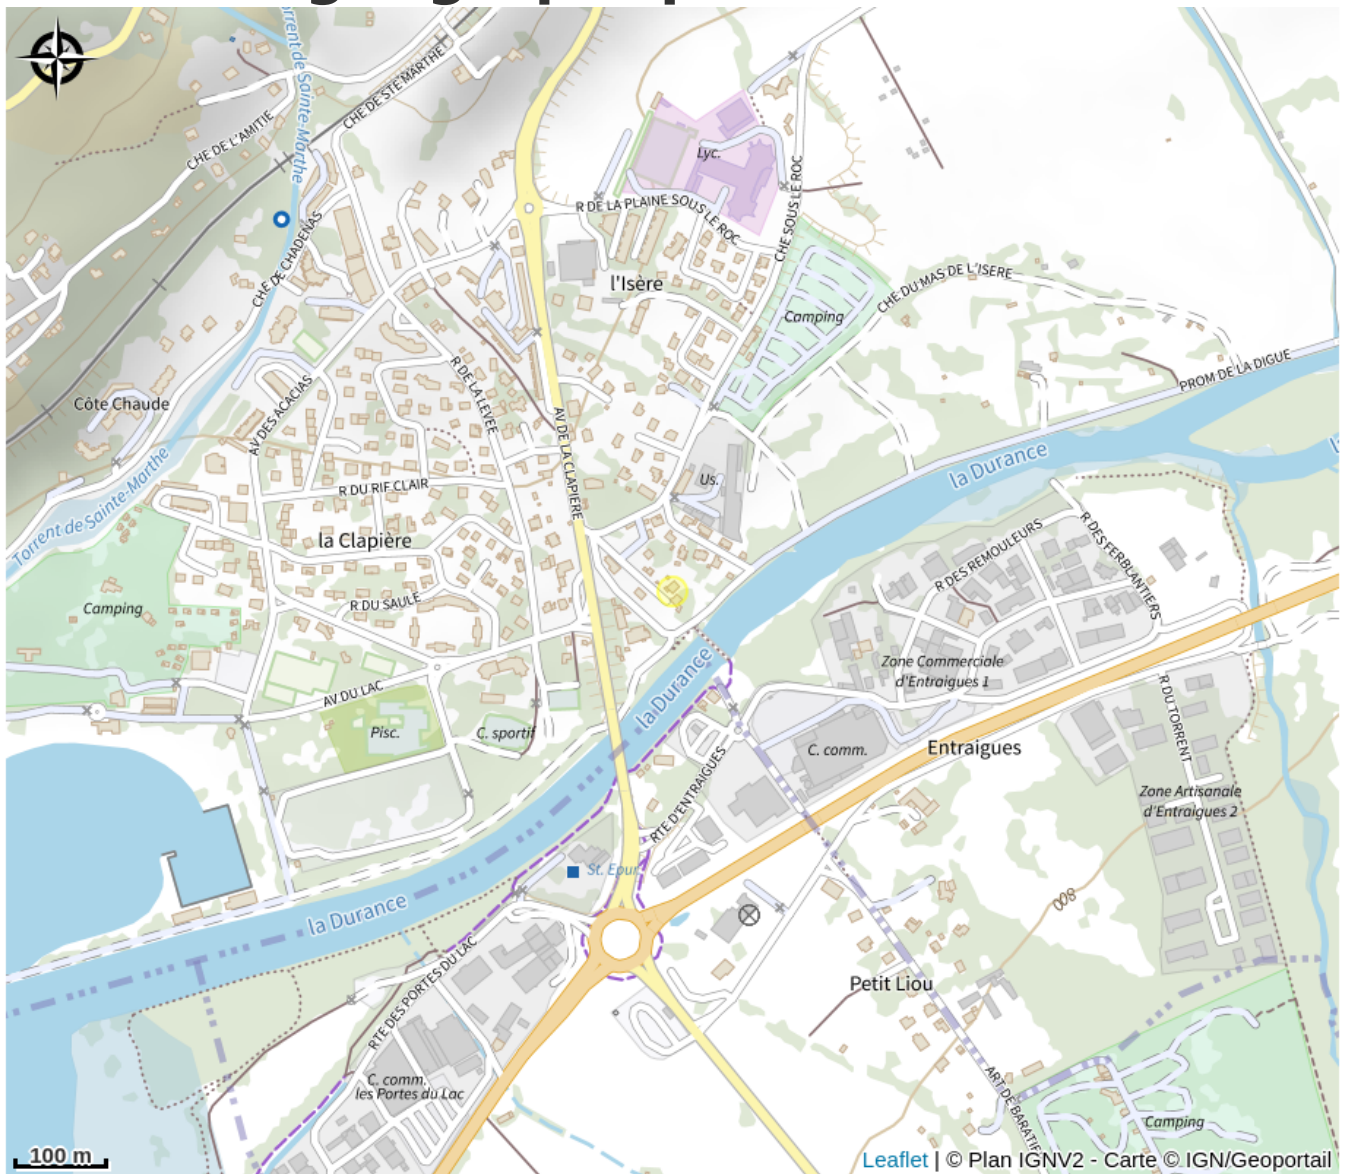 Torrent de Sainte-Marthe
CHE DE STE MARTHE
CHE DE L'AMITIE
Lyc.
R DE LA PLAINE SOUS LE ROC
CHE SOUS LE ROC
CHE DE CHADENAS
l'Isère
CHE DU MAS DE L'ISERE
Camping
PROM DE LA DIGUE
Côte Chaude
R DE LA LEVEE
AV DES ACACIAS
AV DE LA CLAPIERE
la Durance
Us.
R DU RIF CLAIR
Torrent de Sainte-Marthe
la Clapière
R DES REMOULEURS
R DES FERBLANTIERS
Camping
R DU SAULE
Zone Commerciale
d'Entraigues 1
la Durance
AV DU LAC
R DU TORRENT
Pisc.
C. sportif
C. comm.
Entraigues
RTE D'ENTRAIGUES
Zone Artisanale
d'Entraigues 2
St. Epur.
800
la Durance
RTE DES PORTES DU LAC
Petit Liou
C. comm.
les Portes du Lac
ART DE BARATIE
Camping
100 m
Leaflet | © Plan IGNV2 - Carte © IGN/Geoportail